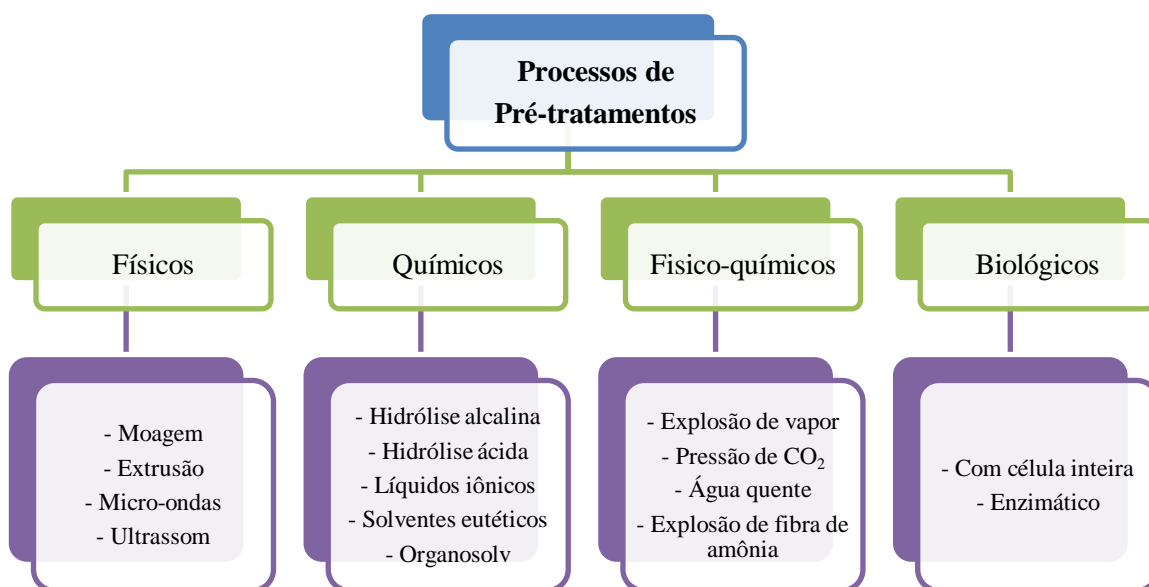 Processos de
Pré-tratamentos
Físicos
Químicos
Fisico-químicos
Biológicos
- Moagem
- Extrusão
- Micro-ondas
- Ultrassom
- Hidrólise alcalina
- Hidrólise ácida
- Líquidos iônicos
- Solventes eutéticos
- Organosolv
- Explosão de vapor
- Pressão de CO₂
- Água quente
- Explosão de fibra de
amônia
- Com célula inteira
- Enzimático